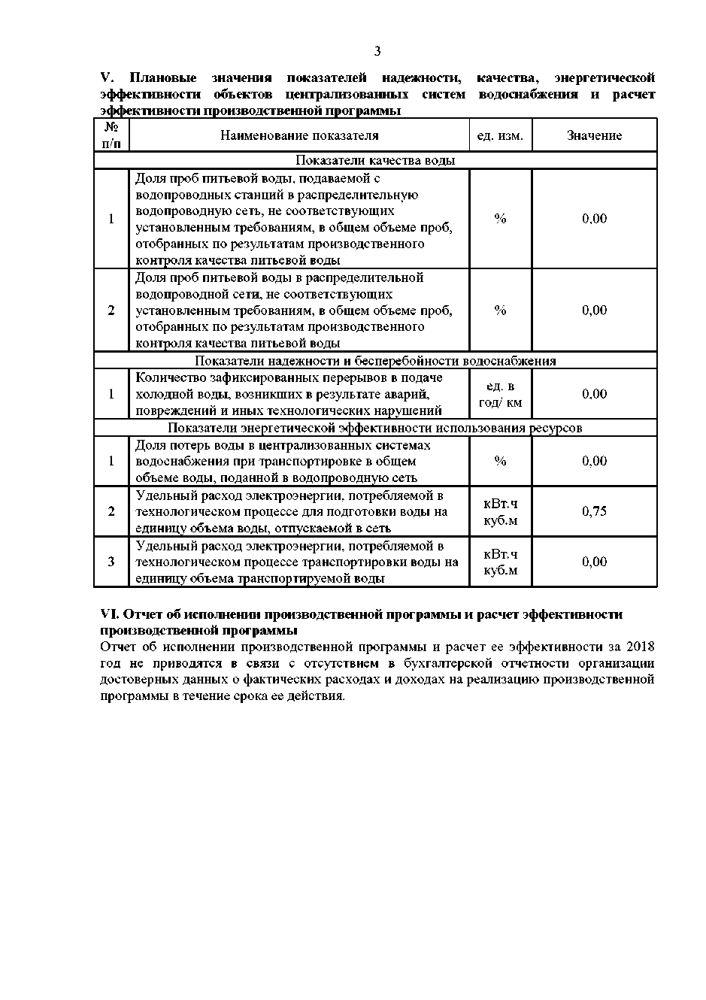 3
V. Плановые значения показателей надежности, качества, энергетической
эффективности объектов централизованных систем водоснабжения и расчет
эффективности производственной программы
№
п/п
Наименование показателя
ед. изм.
Значение
Показатели качества воды
1
Доля проб питьевой воды, подаваемой с
водопроводных станций в распределительную
водопроводную сеть, не соответствующих
установленным требованиям, в общем объеме проб,
отобранных по результатам производственного
контроля качества питьевой воды
%
0,00
2
Доля проб питьевой воды в распределительной
водопроводной сети, не соответствующих
установленным требованиям, в общем объеме проб,
отобранных по результатам производственного
контроля качества питьевой воды
%
0,00
Показатели надежности и бесперебойности водоснабжения
1
Количество зафиксированных перерывов в подаче
холодной воды, возникших в результате аварий,
повреждений и иных технологических нарушений
ед. в
год/ км
0,00
Показатели энергетической эффективности использования ресурсов
1
Доля потерь воды в централизованных системах
водоснабжения при транспортировке в общем
объеме воды, поданной в водопроводную сеть
%
0,00
2
Удельный расход электроэнергии, потребляемой в
технологическом процессе для подготовки воды на
единицу объема воды, отпускаемой в сеть
кВт.ч
куб.м
0,75
3
Удельный расход электроэнергии, потребляемой в
технологическом процессе транспортировки воды на
единицу объема транспортируемой воды
кВт.ч
куб.м
0,00
VI. Отчет об исполнении производственной программы и расчет эффективности
производственной программы
Отчет об исполнении производственной программы и расчет ее эффективности за 2018
год не приводятся в связи с отсутствием в бухгалтерской отчетности организации
достоверных данных о фактических расходах и доходах на реализацию производственной
программы в течение срока ее действия.